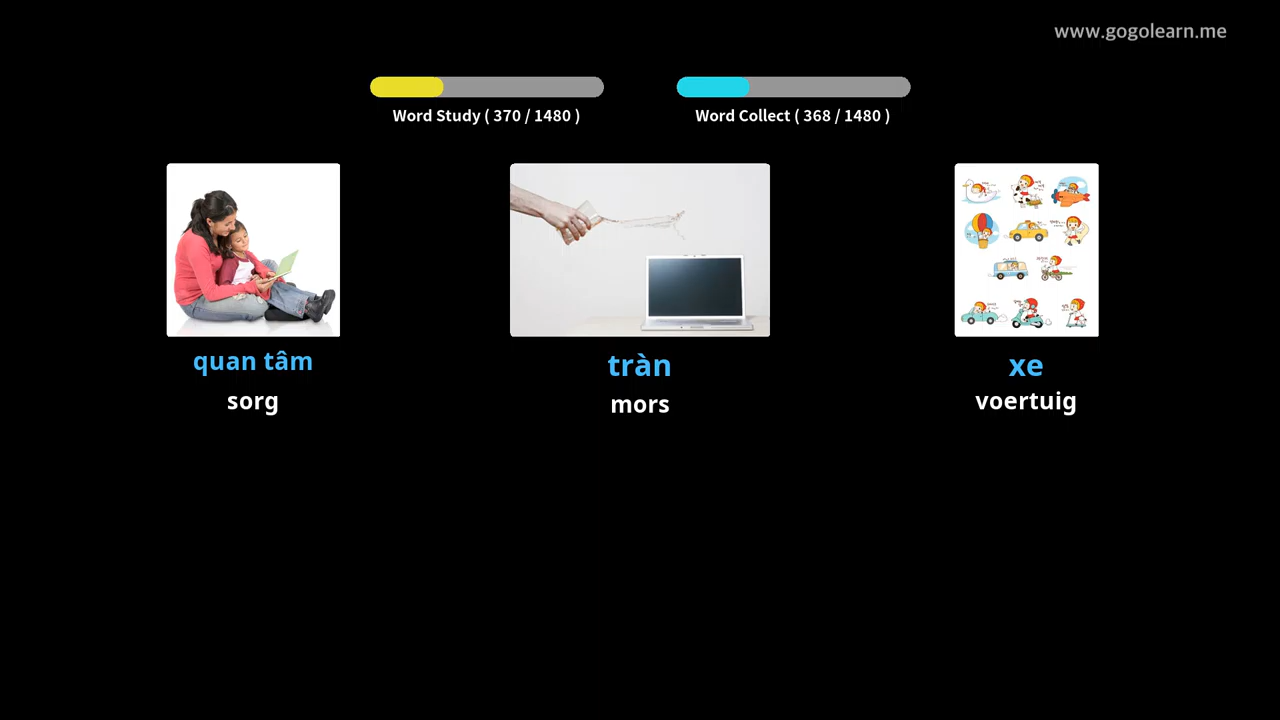 www.gogolearn.me
Word Study ( 370 / 1480 )
Word Collect ( 368 / 1480 )
quan tâm
tràn
xe
sorg
mors
voertuig